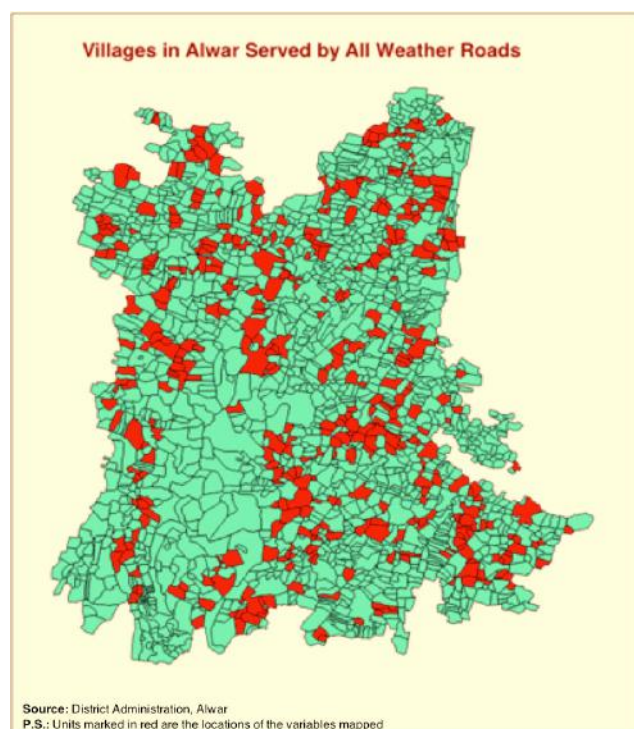 Villages in Alwar Served by All Weather Roads
Source: District Administration, Alwar
P.S.: Units marked in red are the locations of the variables mapped